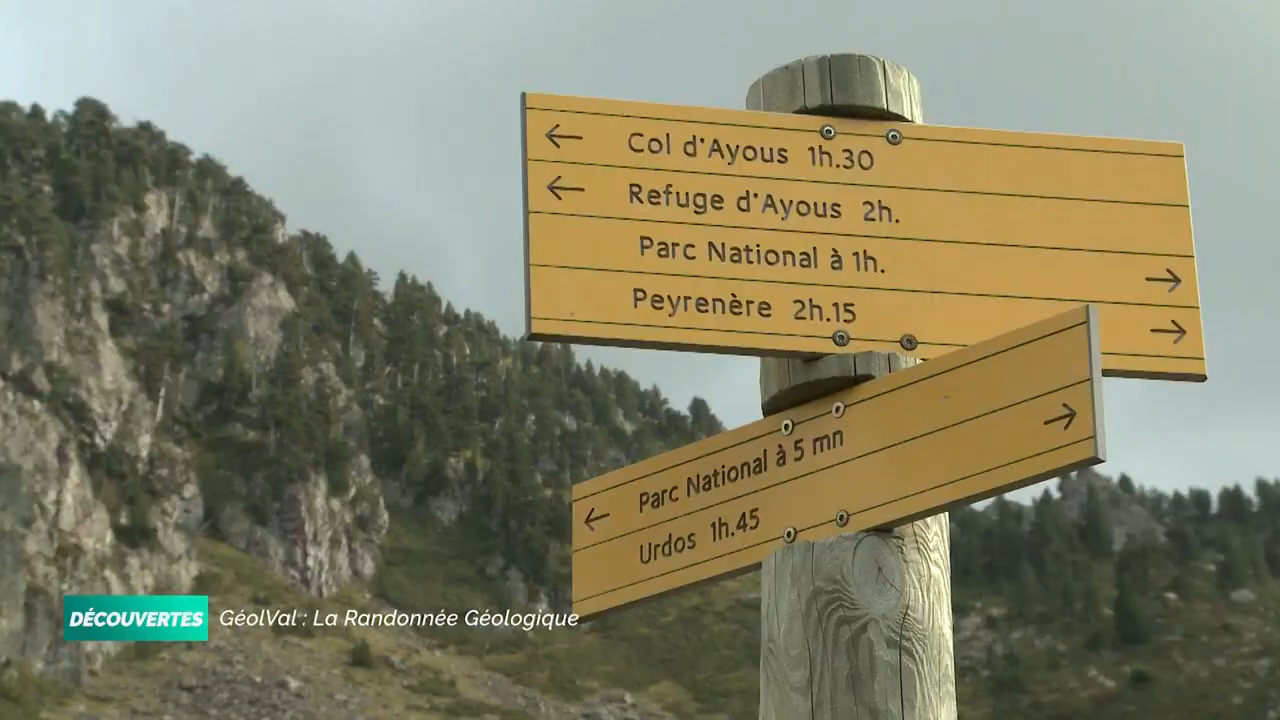 Col d'Ayous 1h.30
Refuge d'Ayous 2h.
Parc National à 1h.
Peyrenère 2h.15
Parc National à 5 mn
Urdos 1h.45
DÉCOUVERTES GéolVal : La Randonnée Géologique